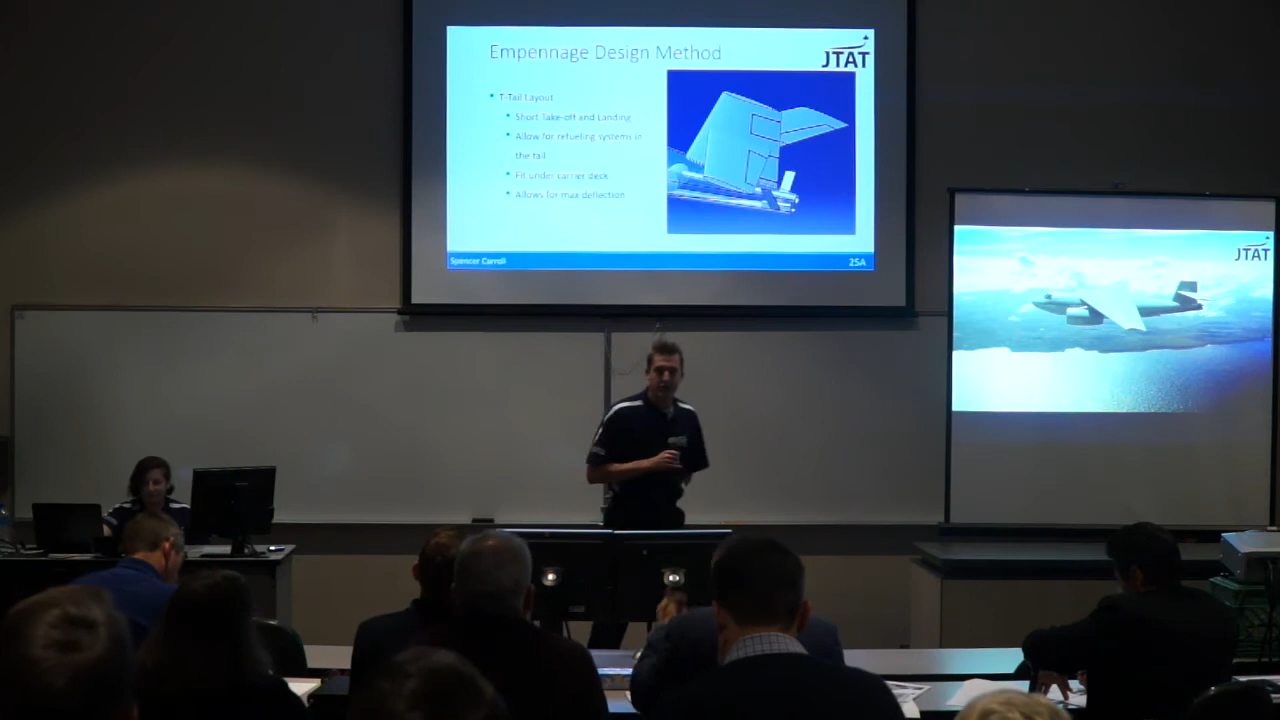 Empennage Design Method
JTAT
T-Tail Layout
Short Take-off and Landing
Allow for refueling systems in
the tail
Fit under carrier deck
Allows for max deflection
Spencer Carroll
25A
JTAT